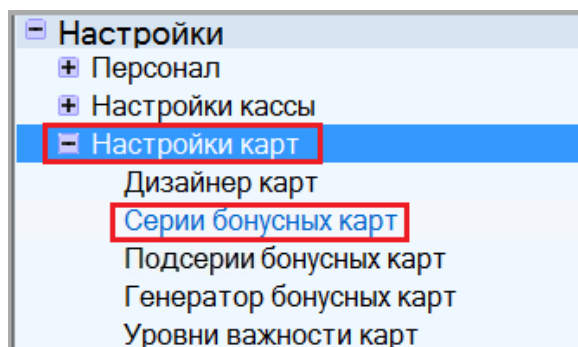 Настройки
Персонал
Настройки кассы
Настройки карт
Дизайнер карт
Серии бонусных карт
Подсерии бонусных карт
Генератор бонусных карт
Уровни важности карт